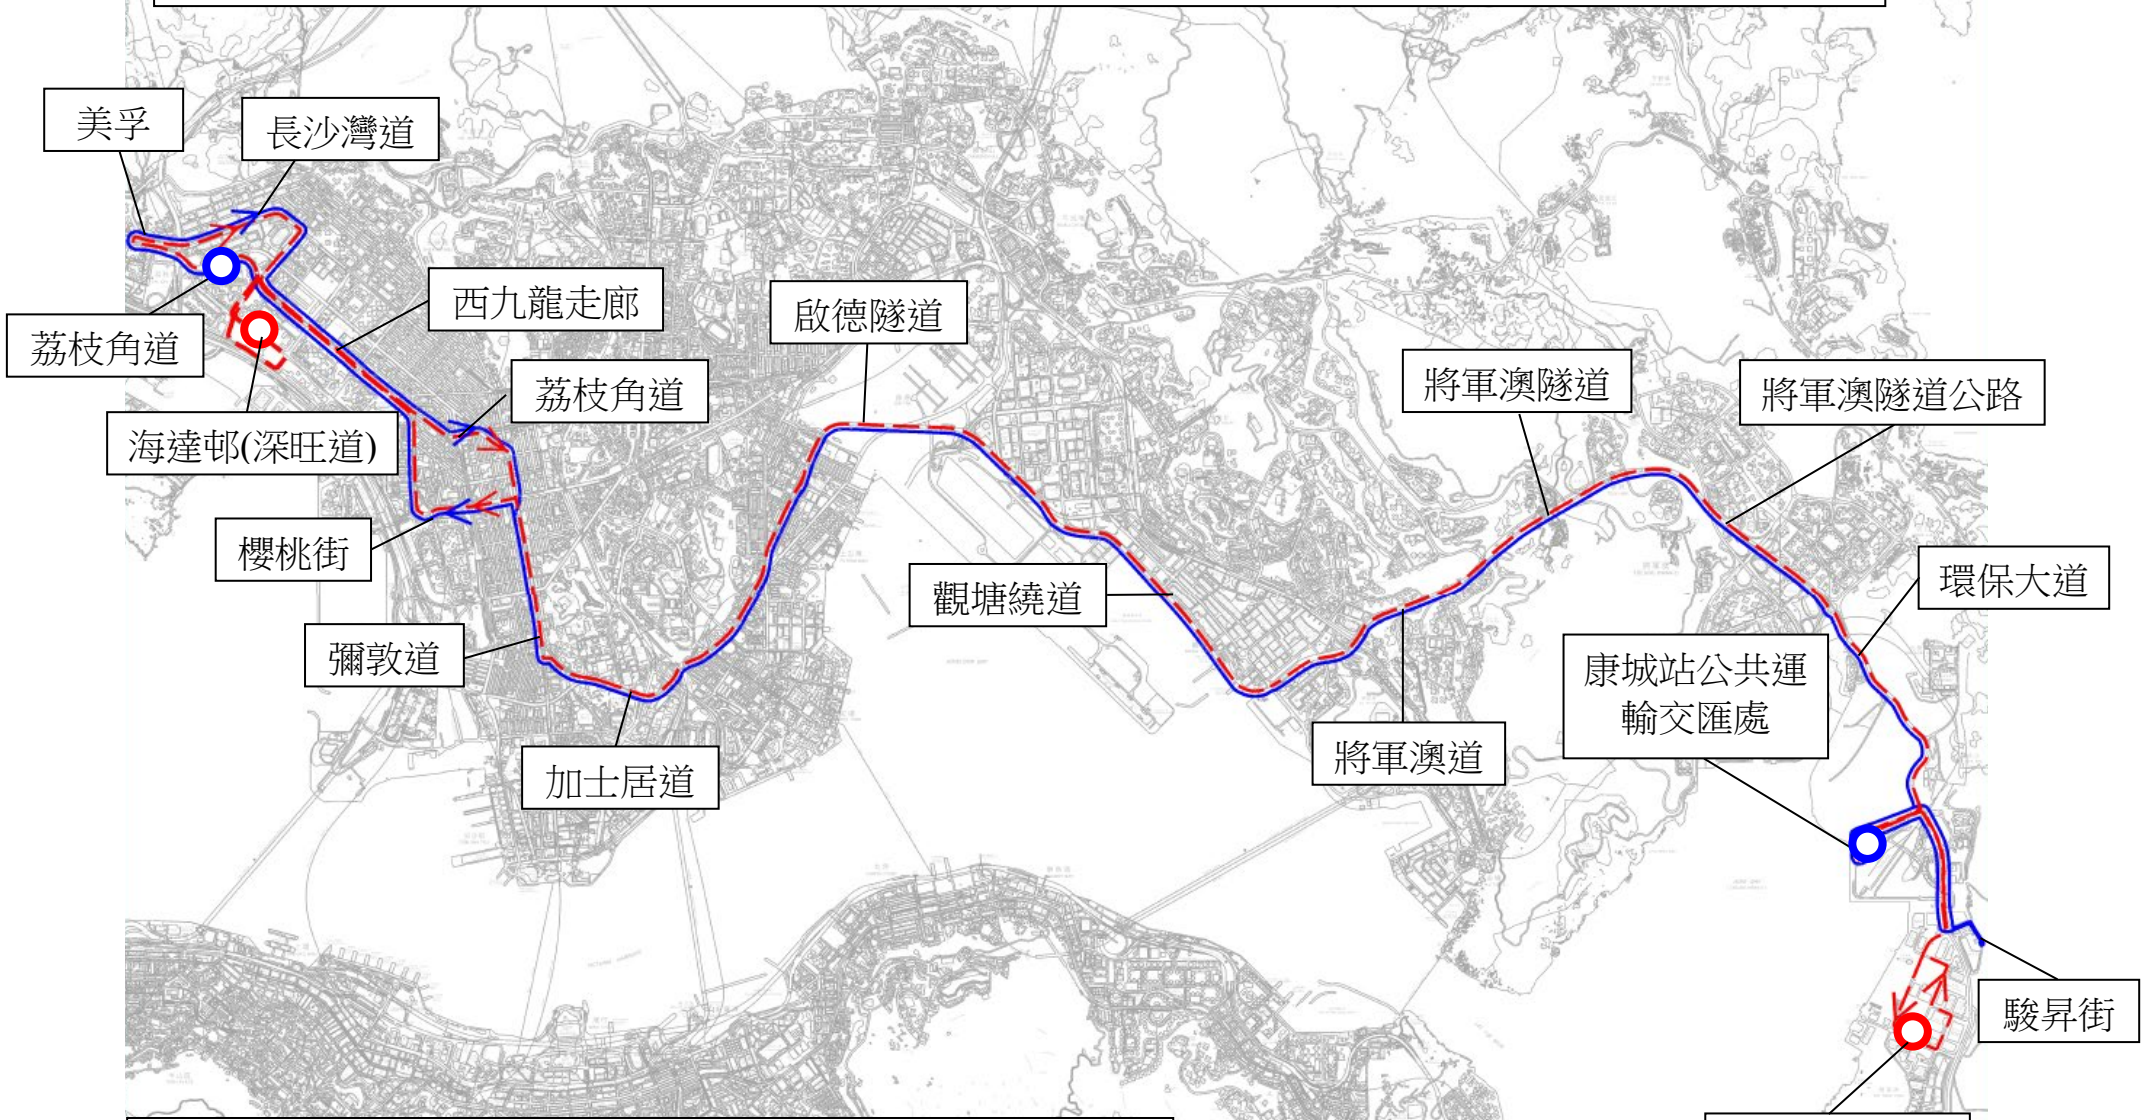 美孚
長沙灣道
西九龍走廊
啟德隧道
荔枝角道
荔枝角道
將軍澳隧道
將軍澳隧道公路
海達邨(深旺道)
櫻桃街
觀塘繞道
環保大道
彌敦道
康城站公共運
輸交匯處
加士居道
將軍澳道
駿昇街